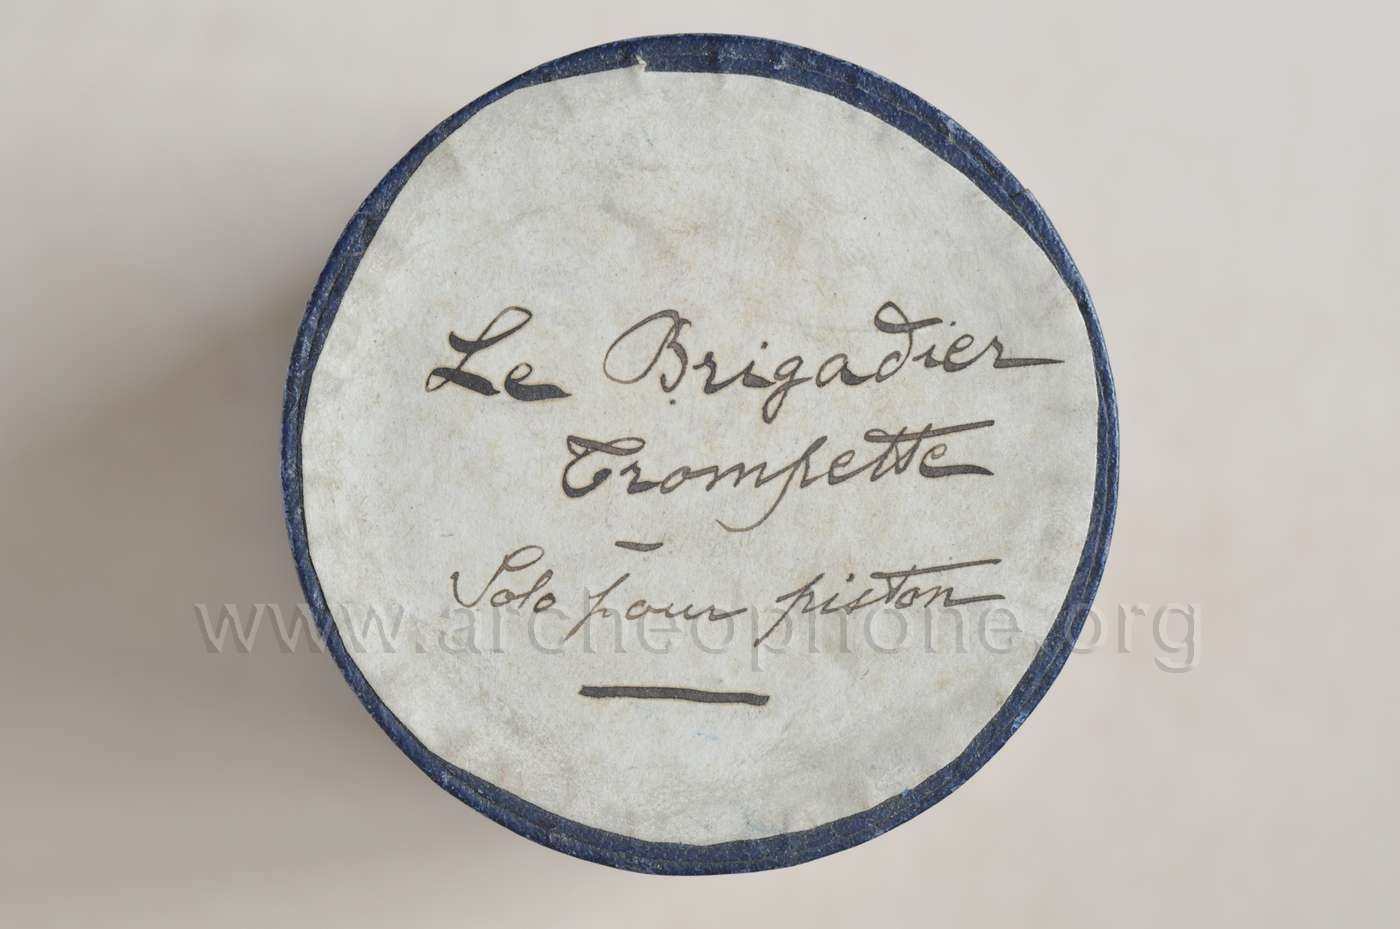 Le Brigadier
Trompette
-
Solo pour piston
www.archeophone.org